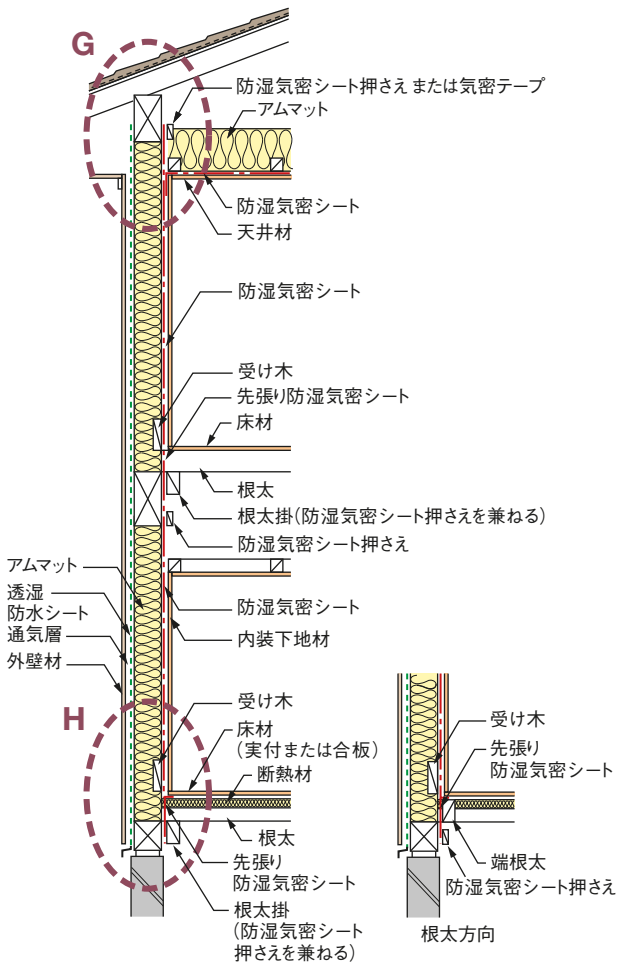 G
防湿気密シート押さえまたは気密テープ
アムマット
防湿気密シート
天井材
防湿気密シート
受け木
先張り防湿気密シート
床材
根太
根太掛(防湿気密シート押さえを兼ねる)
防湿気密シート押さえ
アムマット
透湿
防水シート
通気層
外壁材
防湿気密シート
内装下地材
H
受け木
床材
(実付または合板)
断熱材
根太
先張り
防湿気密シート
根太掛
(防湿気密シート
押さえを兼ねる)
受け木
先張り
防湿気密シート
端根太
防湿気密シート押さえ
根太方向